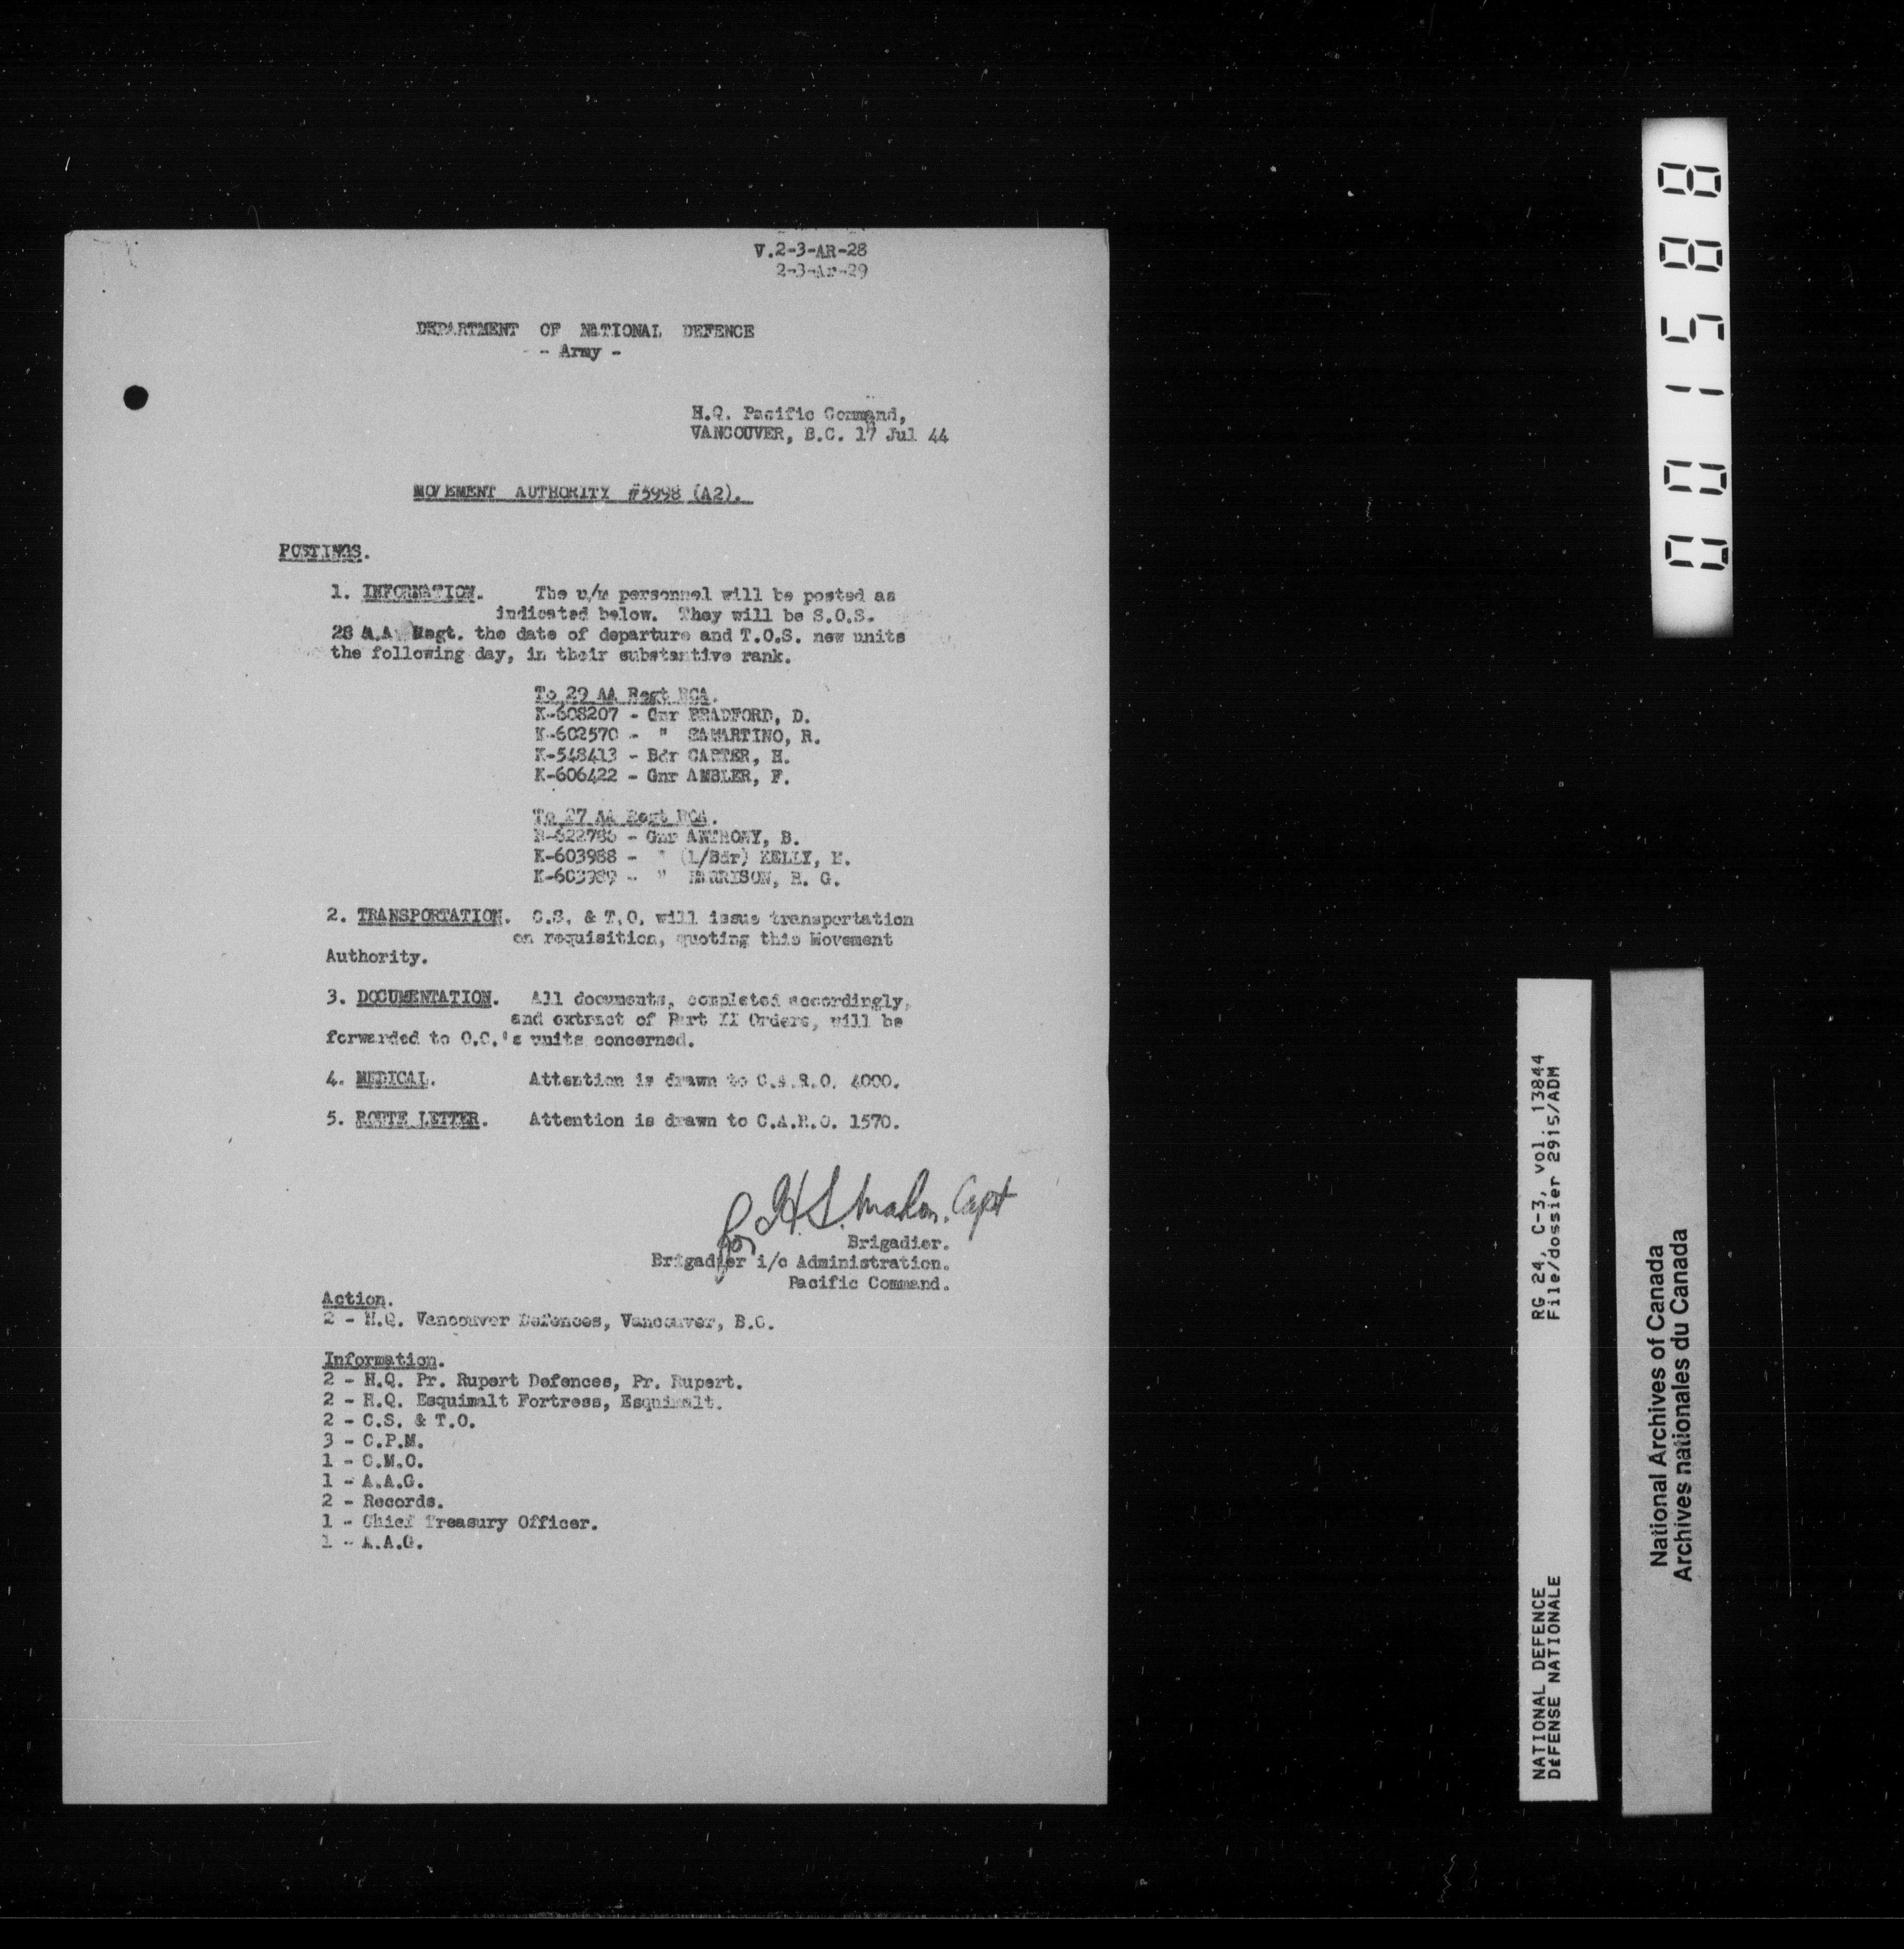 V.2-3-AR-28
2-3-Ar-29
DEPARTMENT OF NATIONAL DEFENCE
- Army -
H.Q. Pacific Command,
VANCOUVER, B.C. 17 Jul 44
MOVEMENT AUTHORITY #5998 (A2).
POSTINGS.
1. INFORMATION. The u/m personnel will be posted as
indicated below. They will be S.O.S.
28 A.A. Regt. the date of departure and T.O.S. new units
the following day, in their substantive rank.
To 29 AA Regt RCA.
K-608207 - Gnr BRADFORD, D.
K-602570 - " SAMARTINO, R.
K-548413 - Bdr CARTER, H.
K-606422 - Gnr AMBLER, F.
To 27 AA Regt RCA.
- Gnr ANTHONY, B.
K-603988 - " (L/Bdr) KELLY,
K-603989 - " HARRISON, H. G.
2. TRANSPORTATION. C.S. & T.O. will issue transportation
on requisition, quoting this Movement
Authority.
3. DOCUMENTATION. All documents, completed accordingly,
and extract of Part II Orders, will be
forwarded to O.C.'s units concerned.
4. MEDICAL. Attention is drawn to C.A.R.O. 4000.
5. ROUTE LETTER. Attention is drawn to C.A.R.O. 1570.
for H.S. Mahon. Capt
Brigadier.
Brigadier i/c Administration.
Pacific Command.
Action.
2 - H.Q. Vancouver Defences, Vancouver, B.C.
Information.
2 - H.Q. Pr. Rupert Defences, Pr. Rupert.
2 - H.Q. Esquimalt Fortress, Esquimalt.
2 - C.S. & T.O.
3 - C.P.M.
1 - C.M.O.
1 - A.A.G.
2 - Records.
1 - Chief Treasury Officer.
1 - A.A.G.
001588
RG 24, C-3, vol. 13844
File/dossier 2915/ADM
NATIONAL DEFENCE
DÉFENSE NATIONALE
National Archives of Canada
Archives nationales du Canada